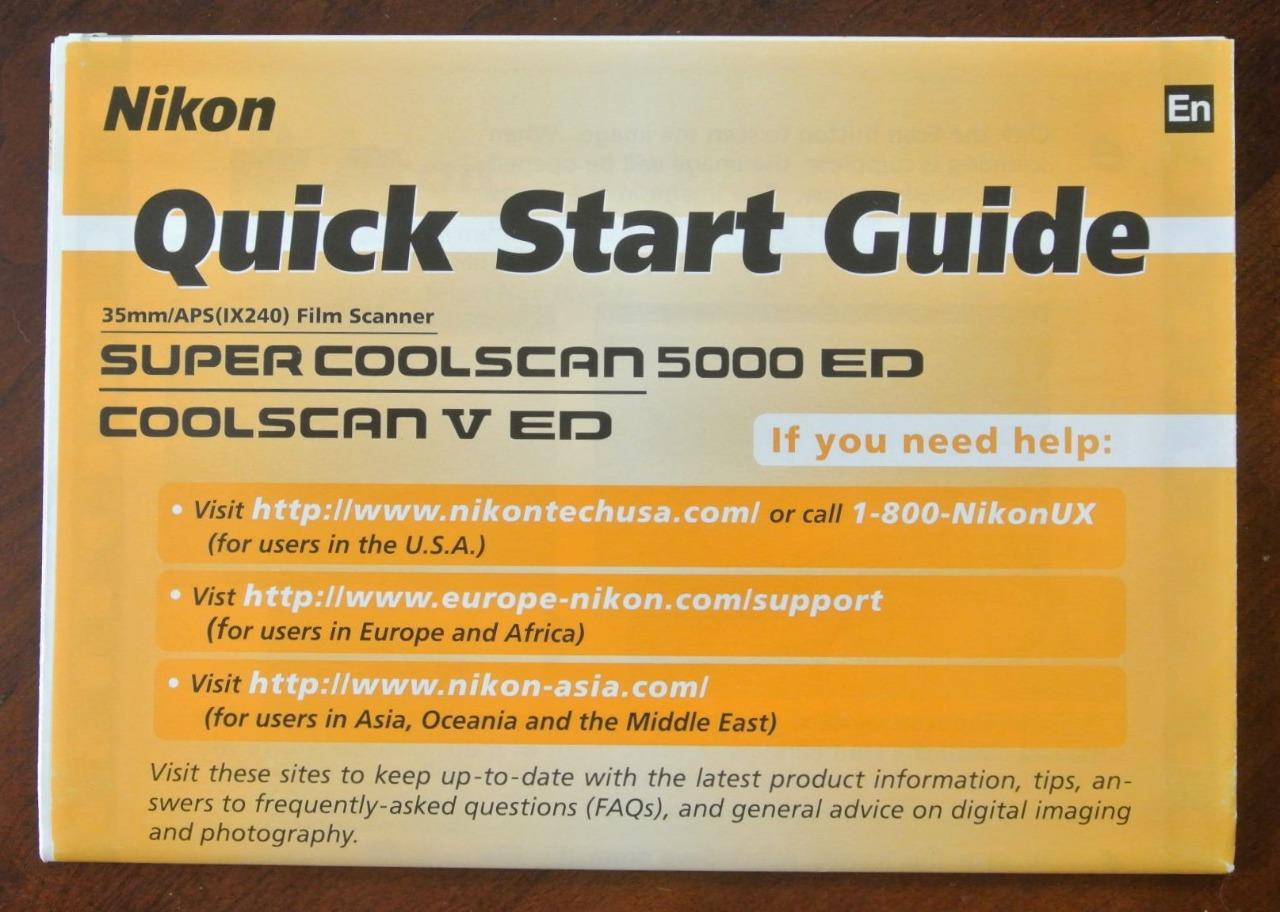 Nikon
En
Quick Start Guide
35mm/APS(IX240) Film Scanner
SUPER COOLSCAN 5000 ED
COOLSCAN V ED
If you need help:
• Visit http://www.nikontechusa.com/ or call 1-800-NikonUX
(for users in the U.S.A.)
• Vist http://www.europe-nikon.com/support
(for users in Europe and Africa)
• Visit http://www.nikon-asia.com/
(for users in Asia, Oceania and the Middle East)
Visit these sites to keep up-to-date with the latest product information, tips, an-
swers to frequently-asked questions (FAQs), and general advice on digital imaging
and photography.